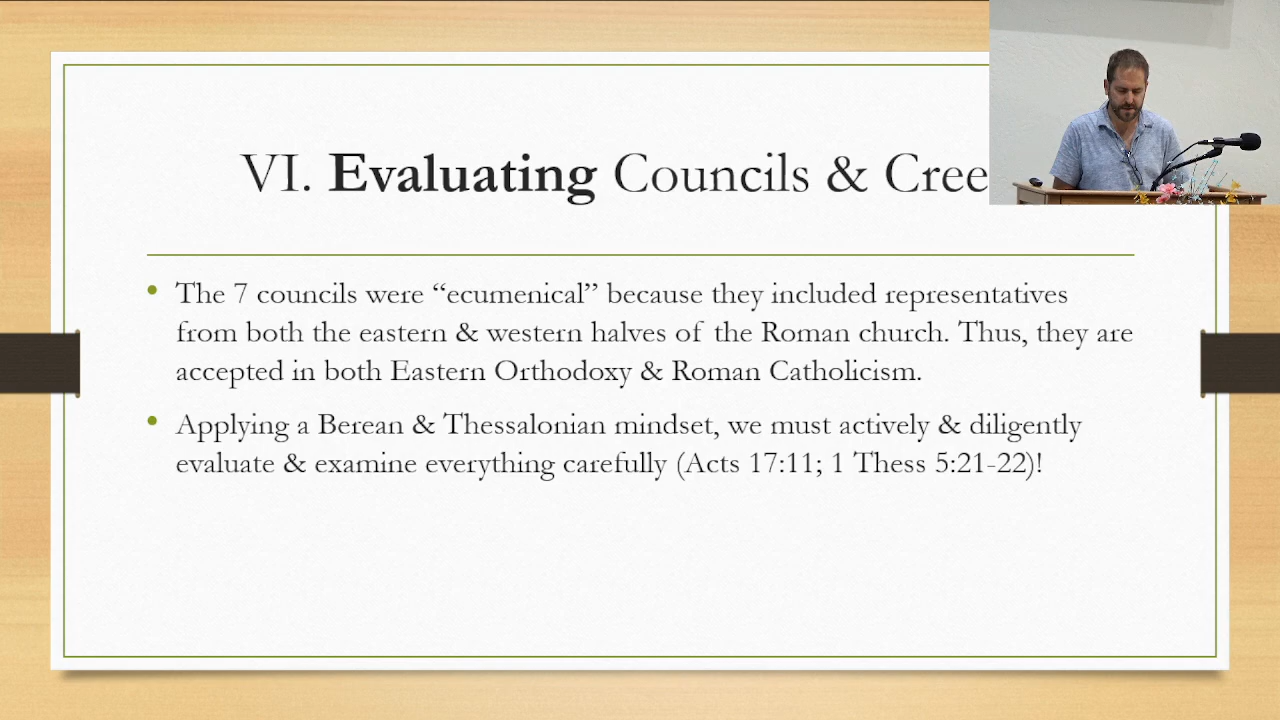 VI. Evaluating Councils & Cree
• The 7 councils were “ecumenical” because they included representatives
from both the eastern & western halves of the Roman church. Thus, they are
accepted in both Eastern Orthodoxy & Roman Catholicism.
• Applying a Berean & Thessalonian mindset, we must actively & diligently
evaluate & examine everything carefully (Acts 17:11; 1 Thess 5:21-22)!